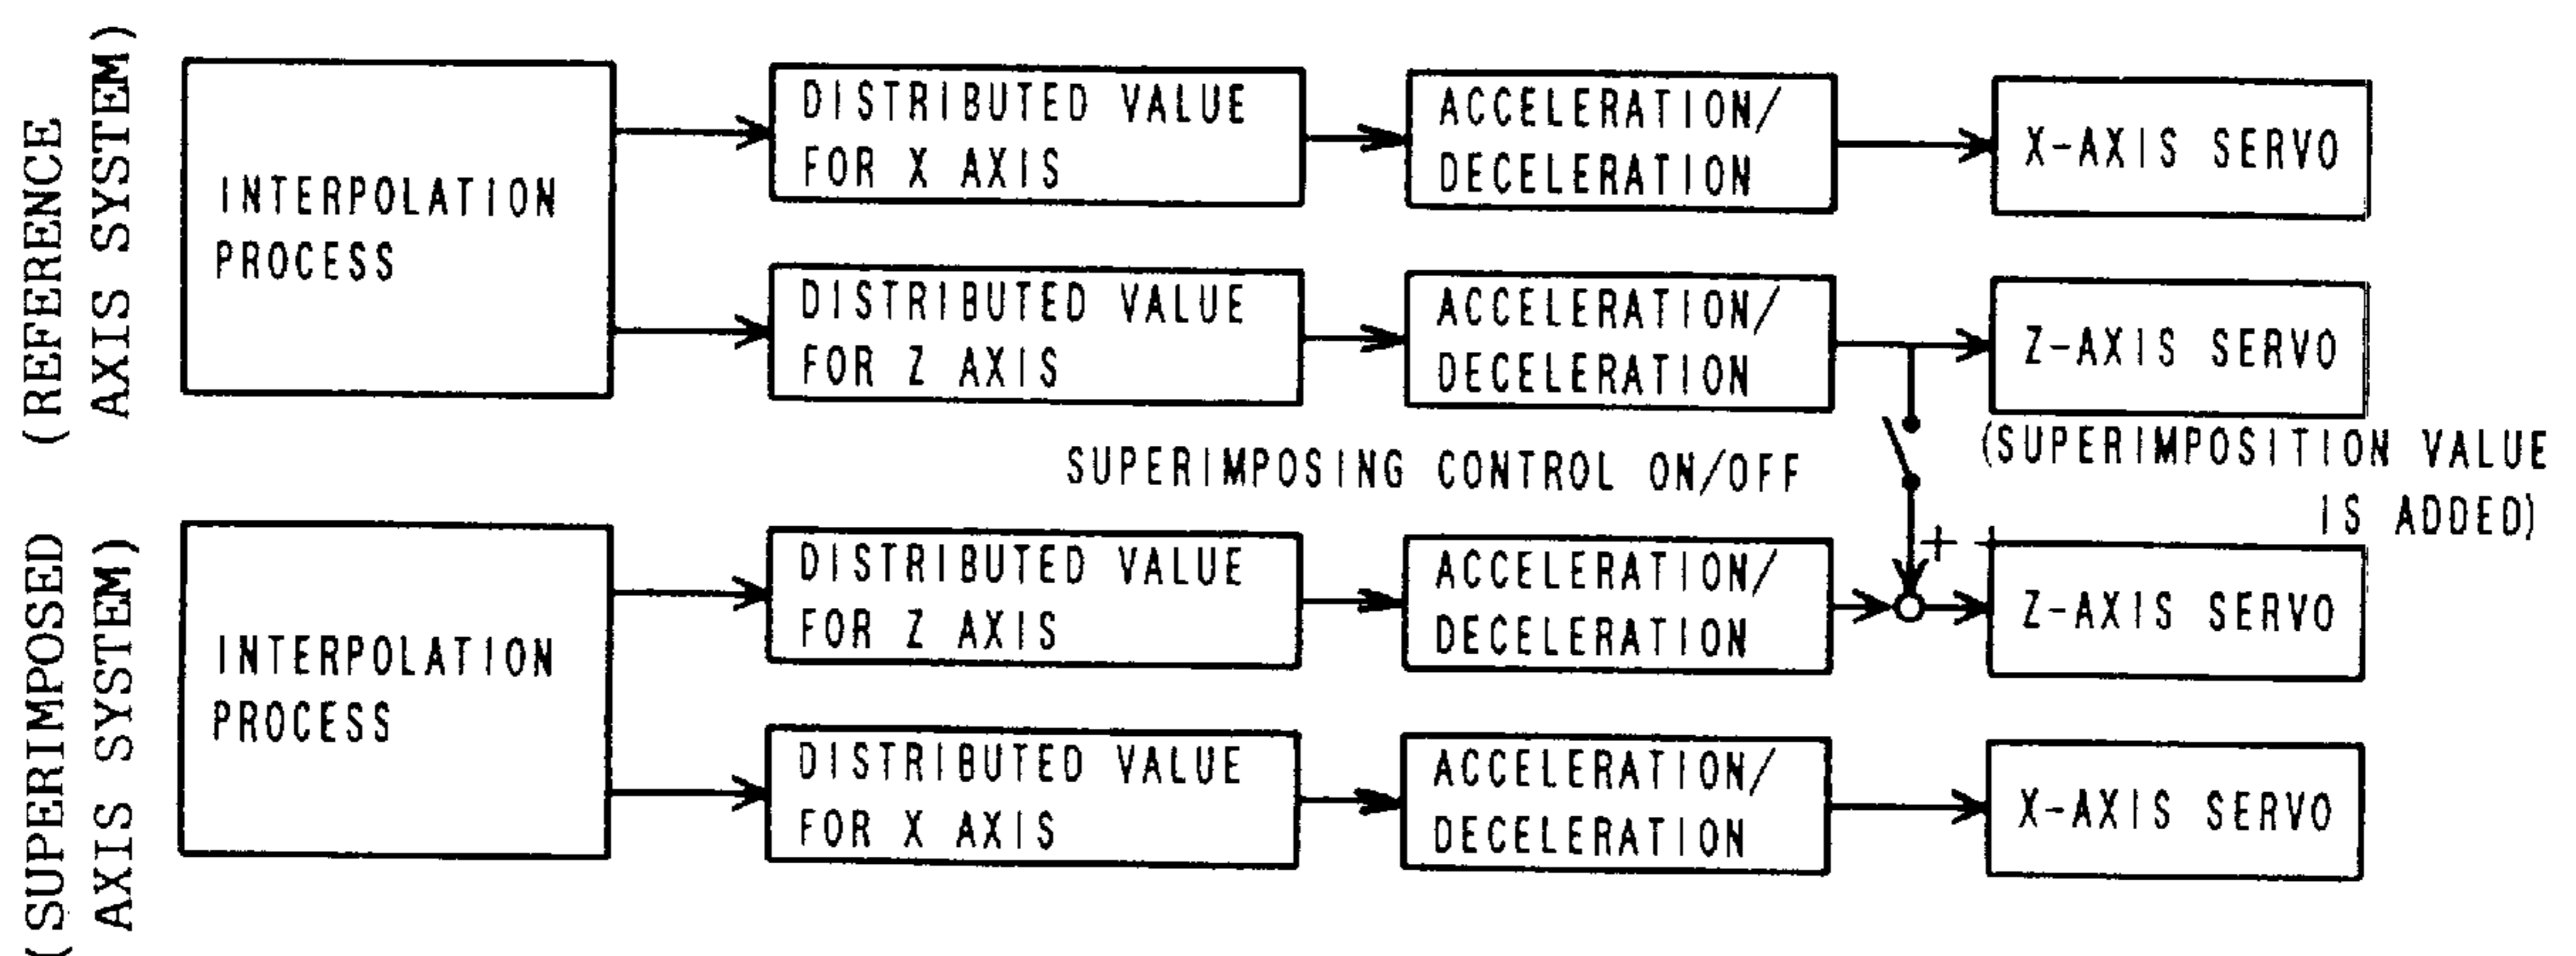 (REFERENCE
AXIS SYSTEM)
INTERPOLATION
PROCESS
DISTRIBUTED VALUE
FOR X AXIS
ACCELERATION/
DECELERATION
X-AXIS SERVO
DISTRIBUTED VALUE
FOR Z AXIS
ACCELERATION/
DECELERATION
Z-AXIS SERVO
SUPERIMPOSING CONTROL ON/OFF
(SUPERIMPOSITION VALUE
IS ADDED)
(SUPERIMPOSED
AXIS SYSTEM)
INTERPOLATION
PROCESS
DISTRIBUTED VALUE
FOR Z AXIS
ACCELERATION/
DECELERATION
+
Z-AXIS SERVO
DISTRIBUTED VALUE
FOR X AXIS
ACCELERATION/
DECELERATION
X-AXIS SERVO